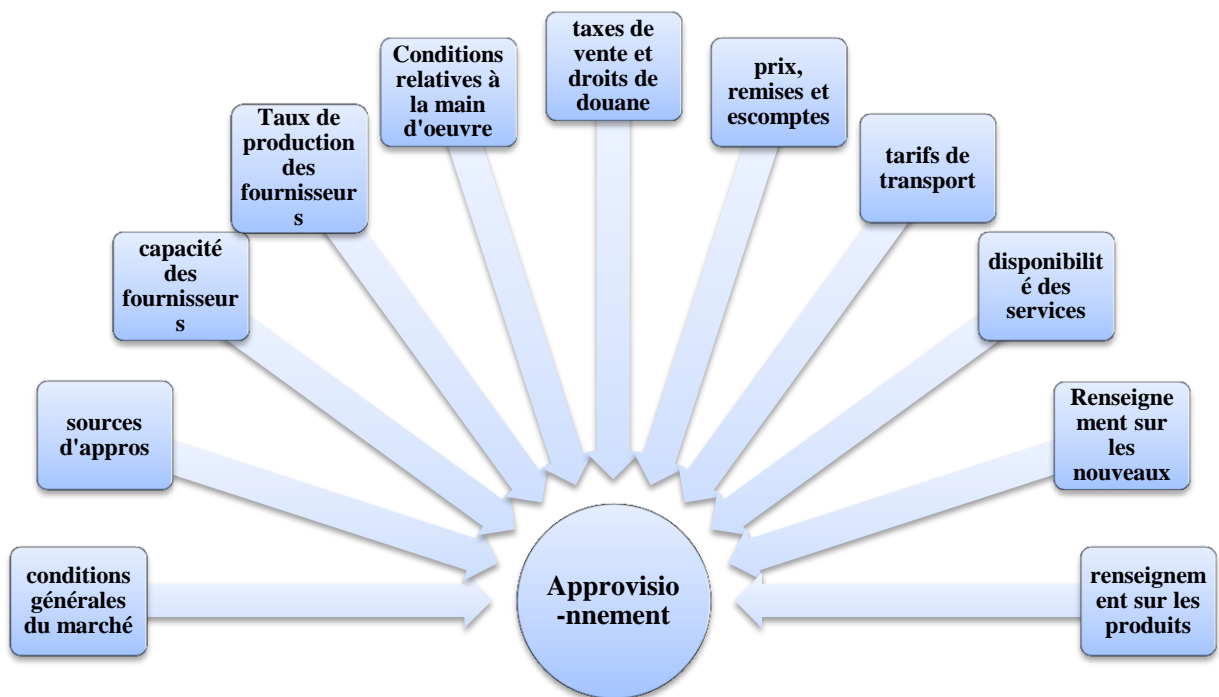 taxes de
vente et
droits de
douane
Conditions
relatives à
la main
d'oeuvre
prix,
remises et
escomptes
Taux de
production
des
fournisseur
s
tarifs de
transport
capacité
des
fournisseur
s
disponibilit
é des
services
sources
d'appros
Renseigne
ment sur
les
nouveaux
conditions
générales
du marché
Approvisio
-nnement
renseignem
ent sur les
produits